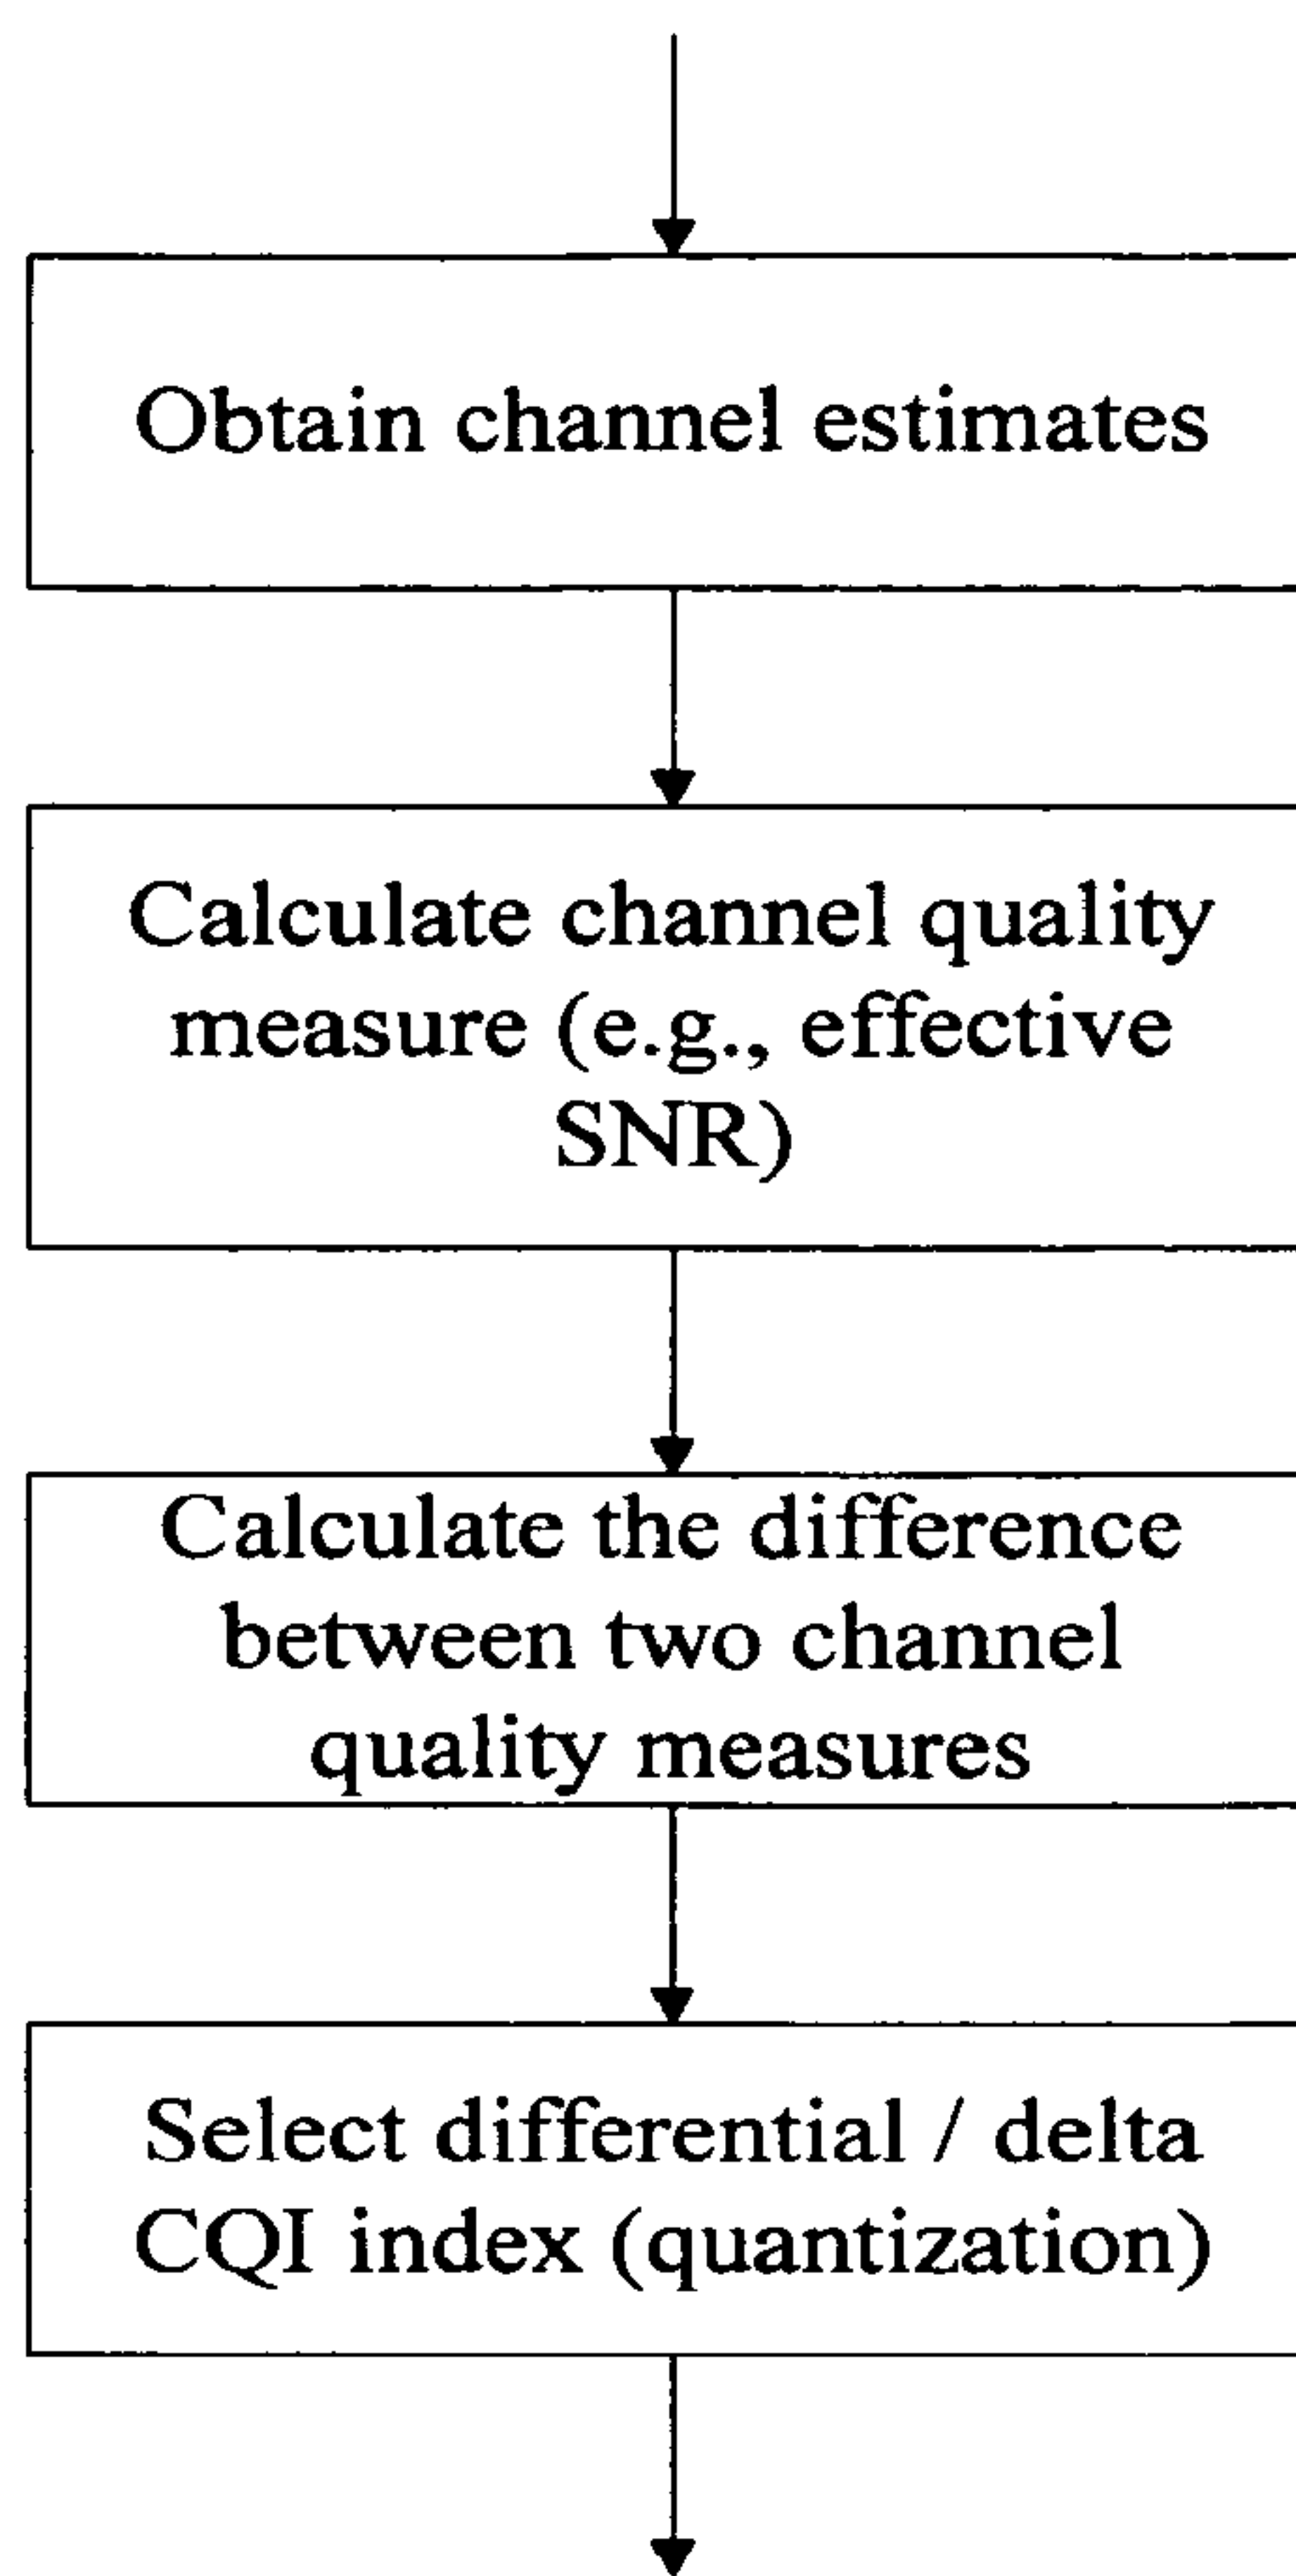 Obtain channel estimates
Calculate channel quality
measure (e.g., effective
SNR)
Calculate the difference
between two channel
quality measures
Select differential / delta
CQI index (quantization)